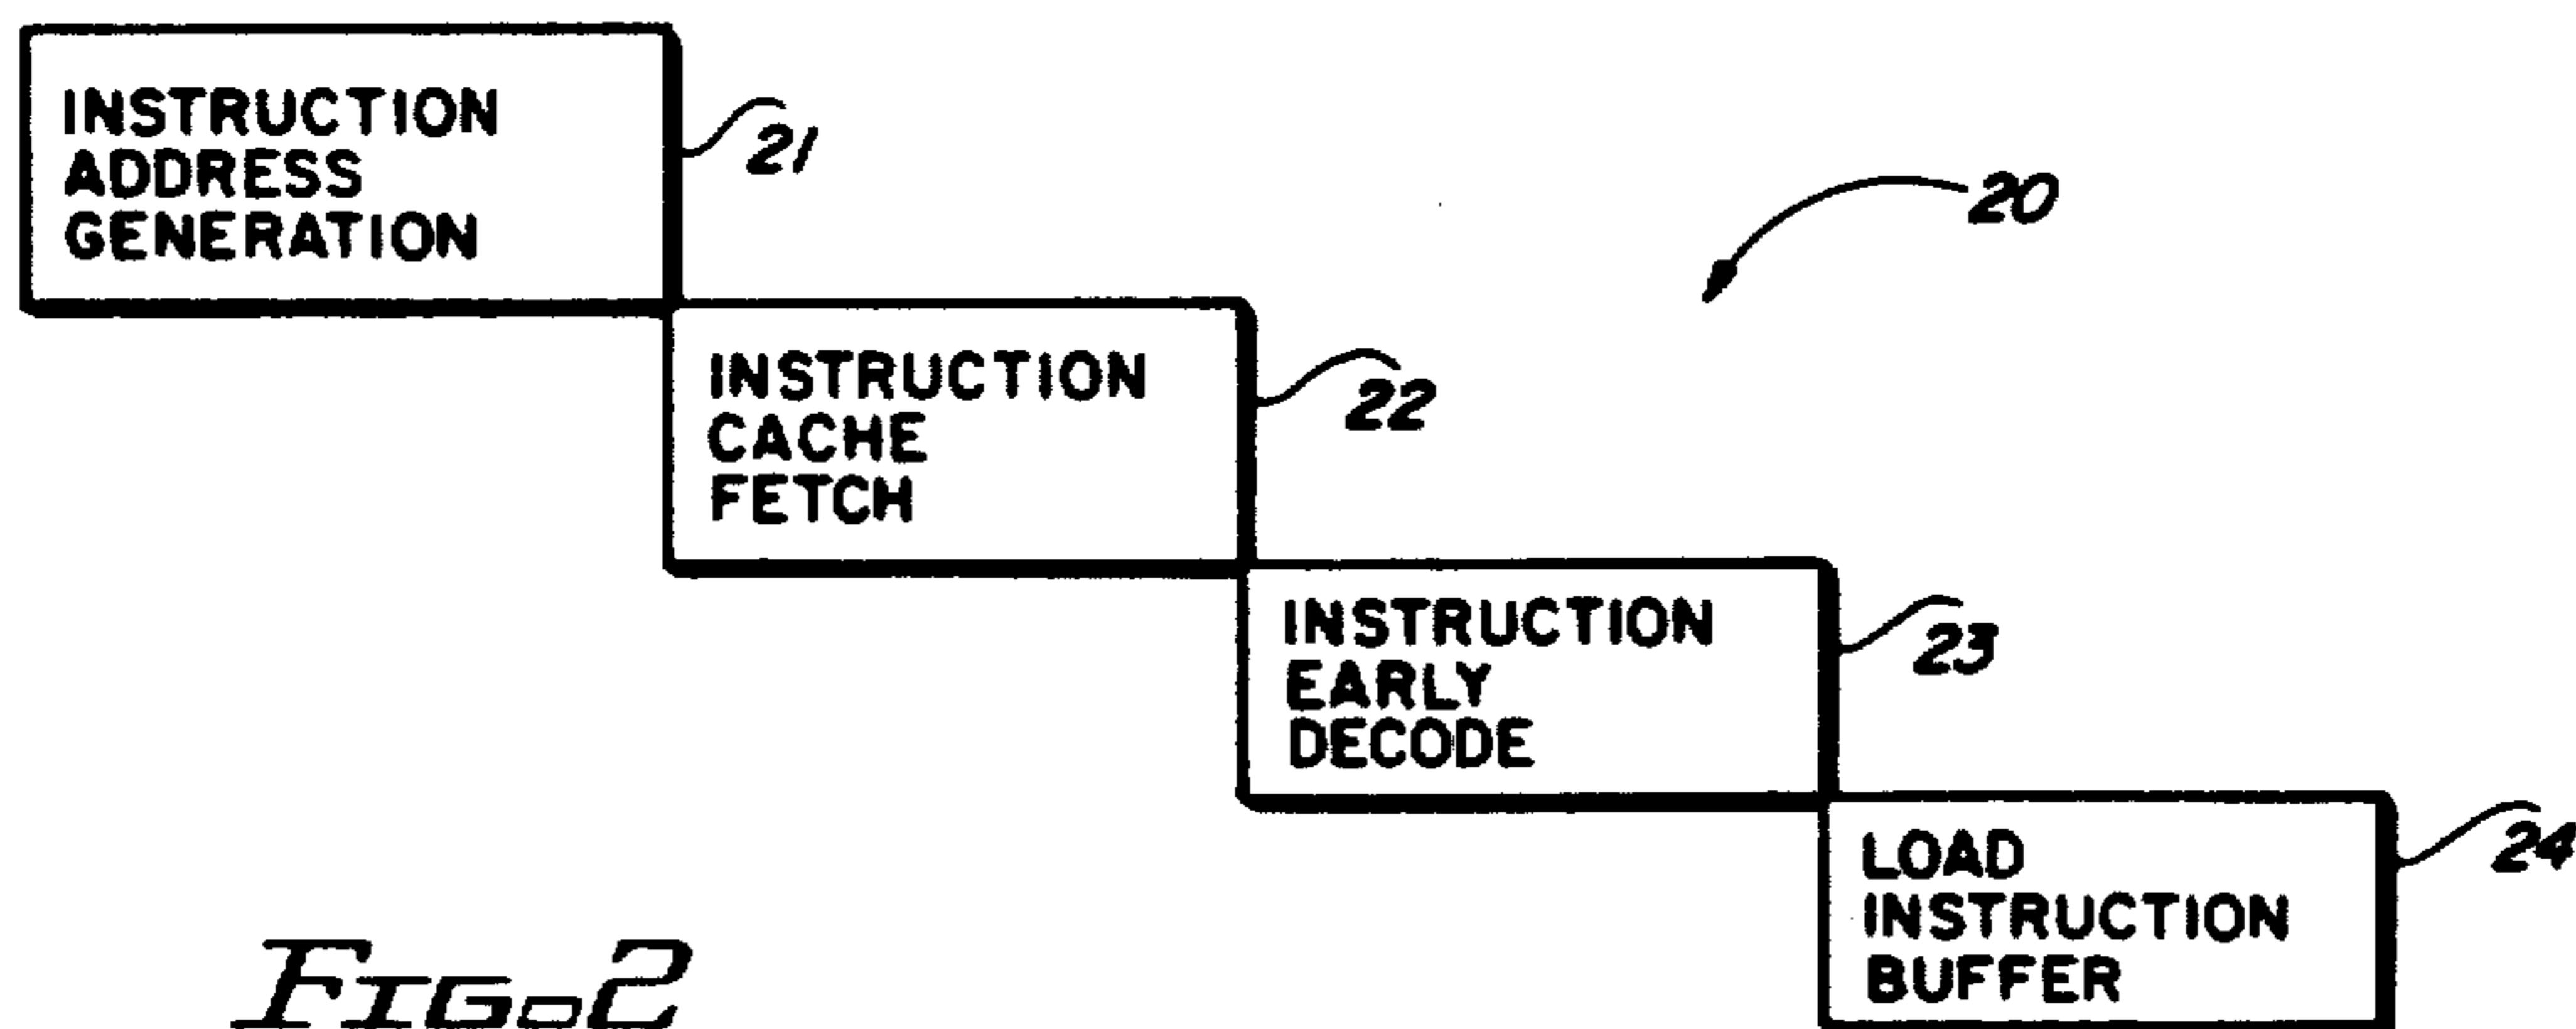 INSTRUCTION
ADDRESS
GENERATION
21
20
INSTRUCTION
CACHE
FETCH
22
INSTRUCTION
EARLY
DECODE
23
LOAD
INSTRUCTION
BUFFER
24
FIG. 2